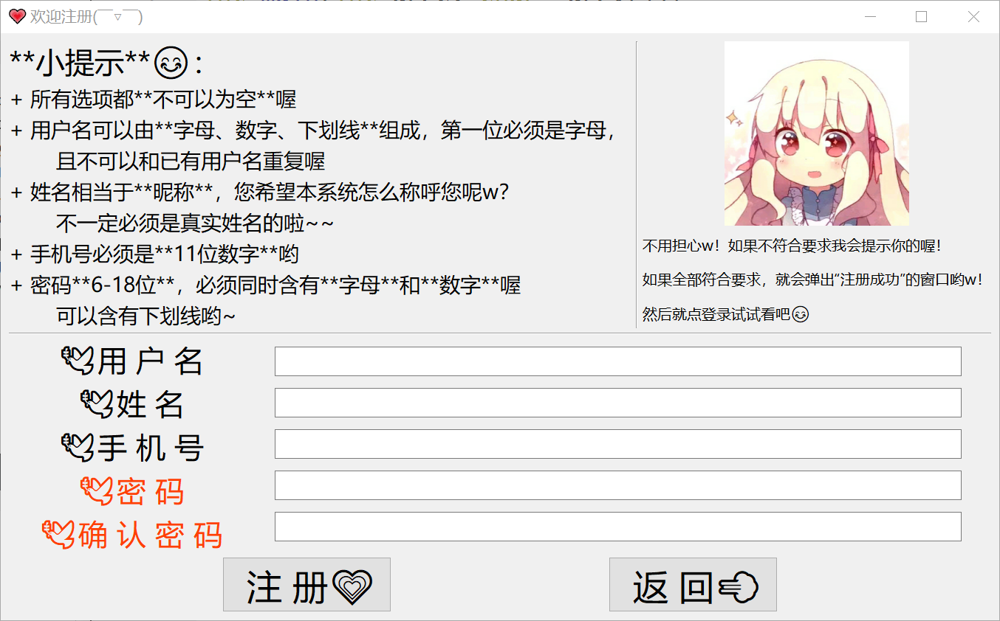 欢迎注册(￣▽￣)
**小提示**😊：
+ 所有选项都**不可以为空**喔
+ 用户名可以由**字母、数字、下划线**组成，第一位必须是字母，
且不可以和已有用户名重复喔
+ 姓名相当于**昵称**，您希望本系统怎么称呼您呢w？
不一定必须是真实姓名的啦~~
+ 手机号必须是**11位数字**哟
+ 密码**6-18位**，必须同时含有**字母**和**数字**喔
可以含有下划线哟~
不用担心w！如果不符合要求我会提示你的喔！
如果全部符合要求，就会弹出“注册成功”的窗口哟w！
然后就点登录试试看吧😊
🕊用 户 名
🕊姓 名
🕊手 机 号
🕊密 码
🕊确 认 密 码
注 册💗
返 回💨